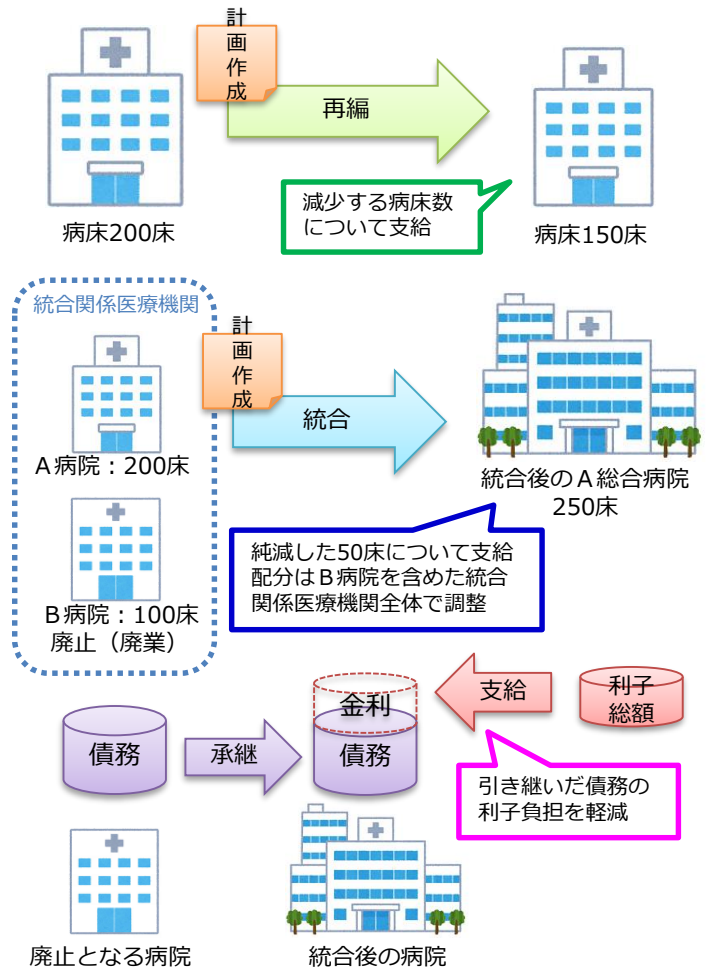 計画作成
再編
減少する病床数
について支給
病床200床
病床150床
統合関係医療機関
計画作成
統合
A病院：200床
統合後のA総合病院
250床
純減した50床について支給
配分はB病院を含めた統合
関係医療機関全体で調整
B病院：100床
廃止（廃業）
金利
支給
利子
総額
債務
承継
債務
引き継いだ債務の
利子負担を軽減
廃止となる病院
統合後の病院